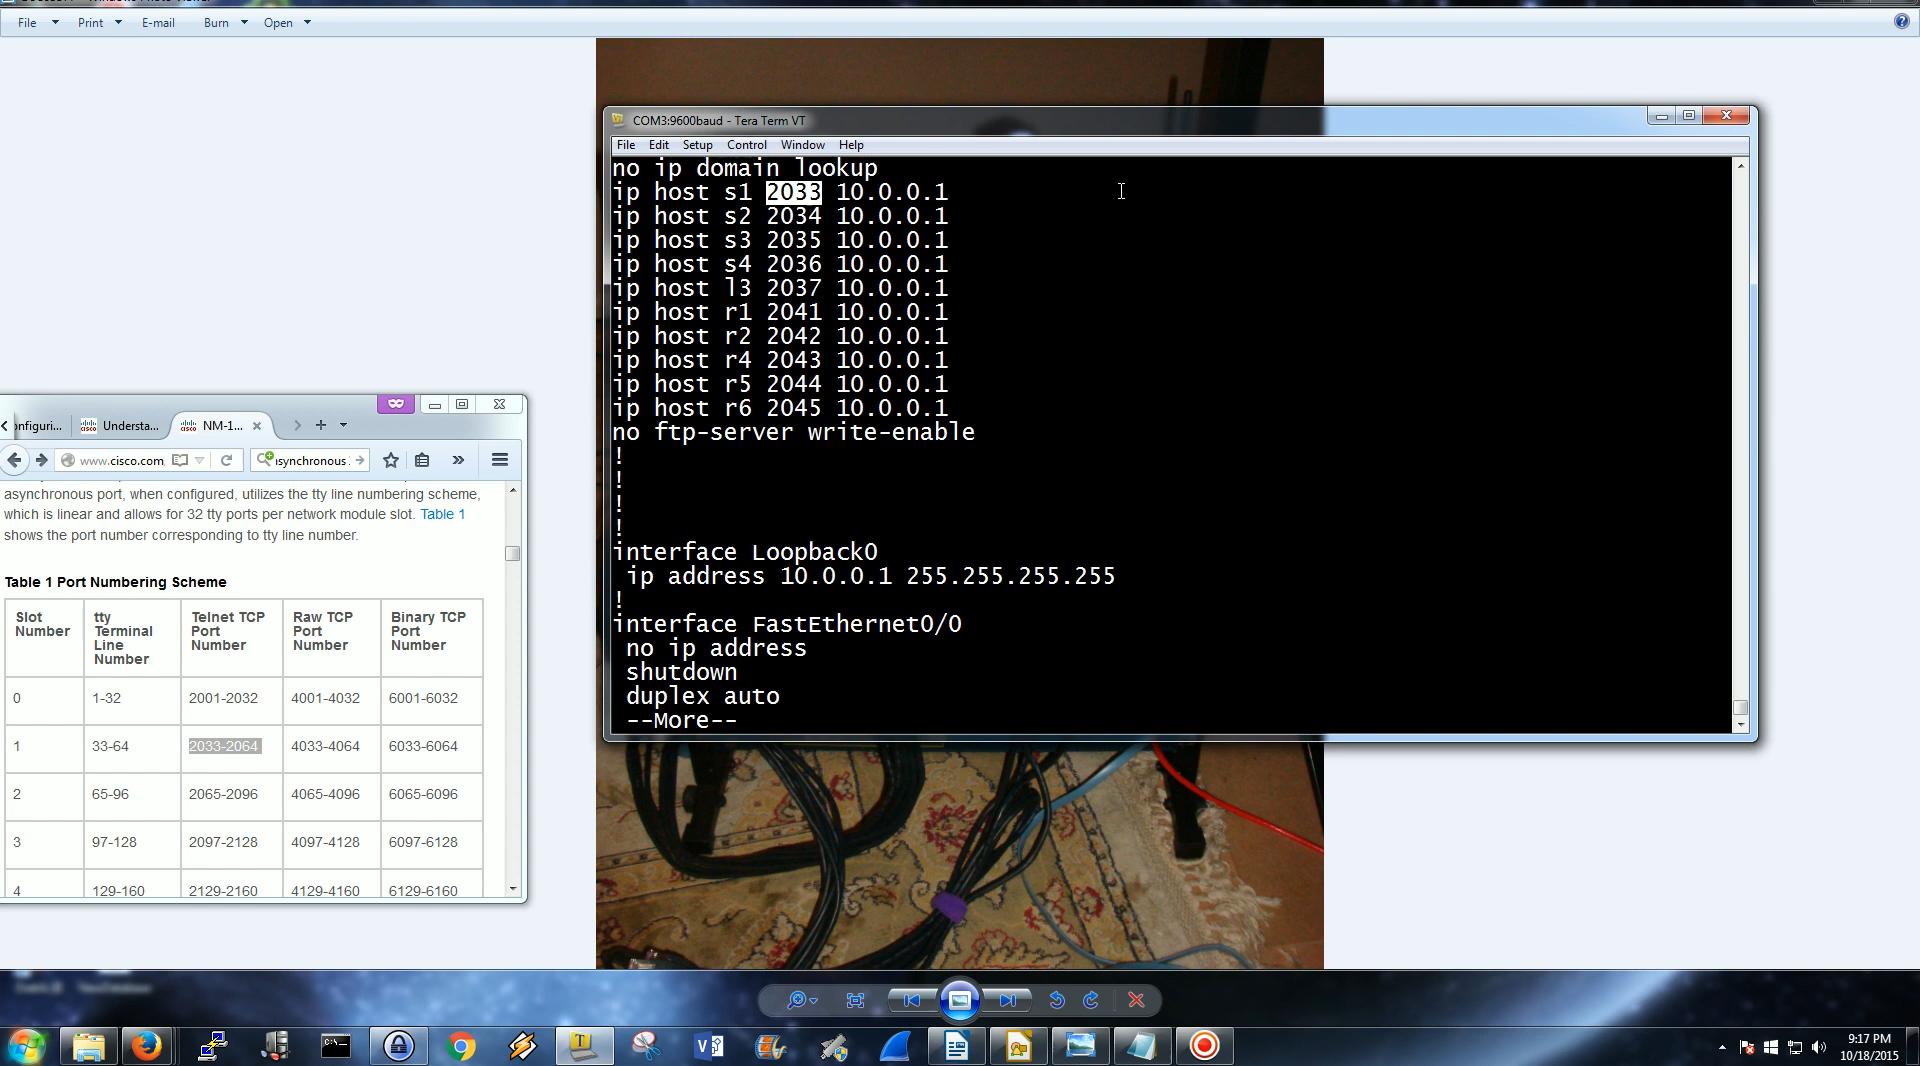 File Print E-mail Burn Open
COM3:9600baud - Tera Term VT
File Edit Setup Control Window Help
no ip domain lookup
ip host s1 2033 10.0.0.1
ip host s2 2034 10.0.0.1
ip host s3 2035 10.0.0.1
ip host s4 2036 10.0.0.1
ip host l3 2037 10.0.0.1
ip host r1 2041 10.0.0.1
ip host r2 2042 10.0.0.1
ip host r4 2043 10.0.0.1
ip host r5 2044 10.0.0.1
ip host r6 2045 10.0.0.1
no ftp-server write-enable
!
!
!
!
interface Loopback0
ip address 10.0.0.1 255.255.255.255
!
interface FastEthernet0/0
no ip address
shutdown
duplex auto
--More--
onfiguri... Understa... NM-1...
www.cisco.com synchronous
asynchronous port, when configured, utilizes the tty line numbering scheme,
which is linear and allows for 32 tty ports per network module slot. Table 1
shows the port number corresponding to tty line number.
Table 1 Port Numbering Scheme
Slot Number tty Terminal Line Number Telnet TCP Port Number Raw TCP Port Number Binary TCP Port Number
0 1-32 2001-2032 4001-4032 6001-6032
1 33-64 2033-2064 4033-4064 6033-6064
2 65-96 2065-2096 4065-4096 6065-6096
3 97-128 2097-2128 4097-4128 6097-6128
4 129-160 2129-2160 4129-4160 6129-6160
9:17 PM
10/18/2015